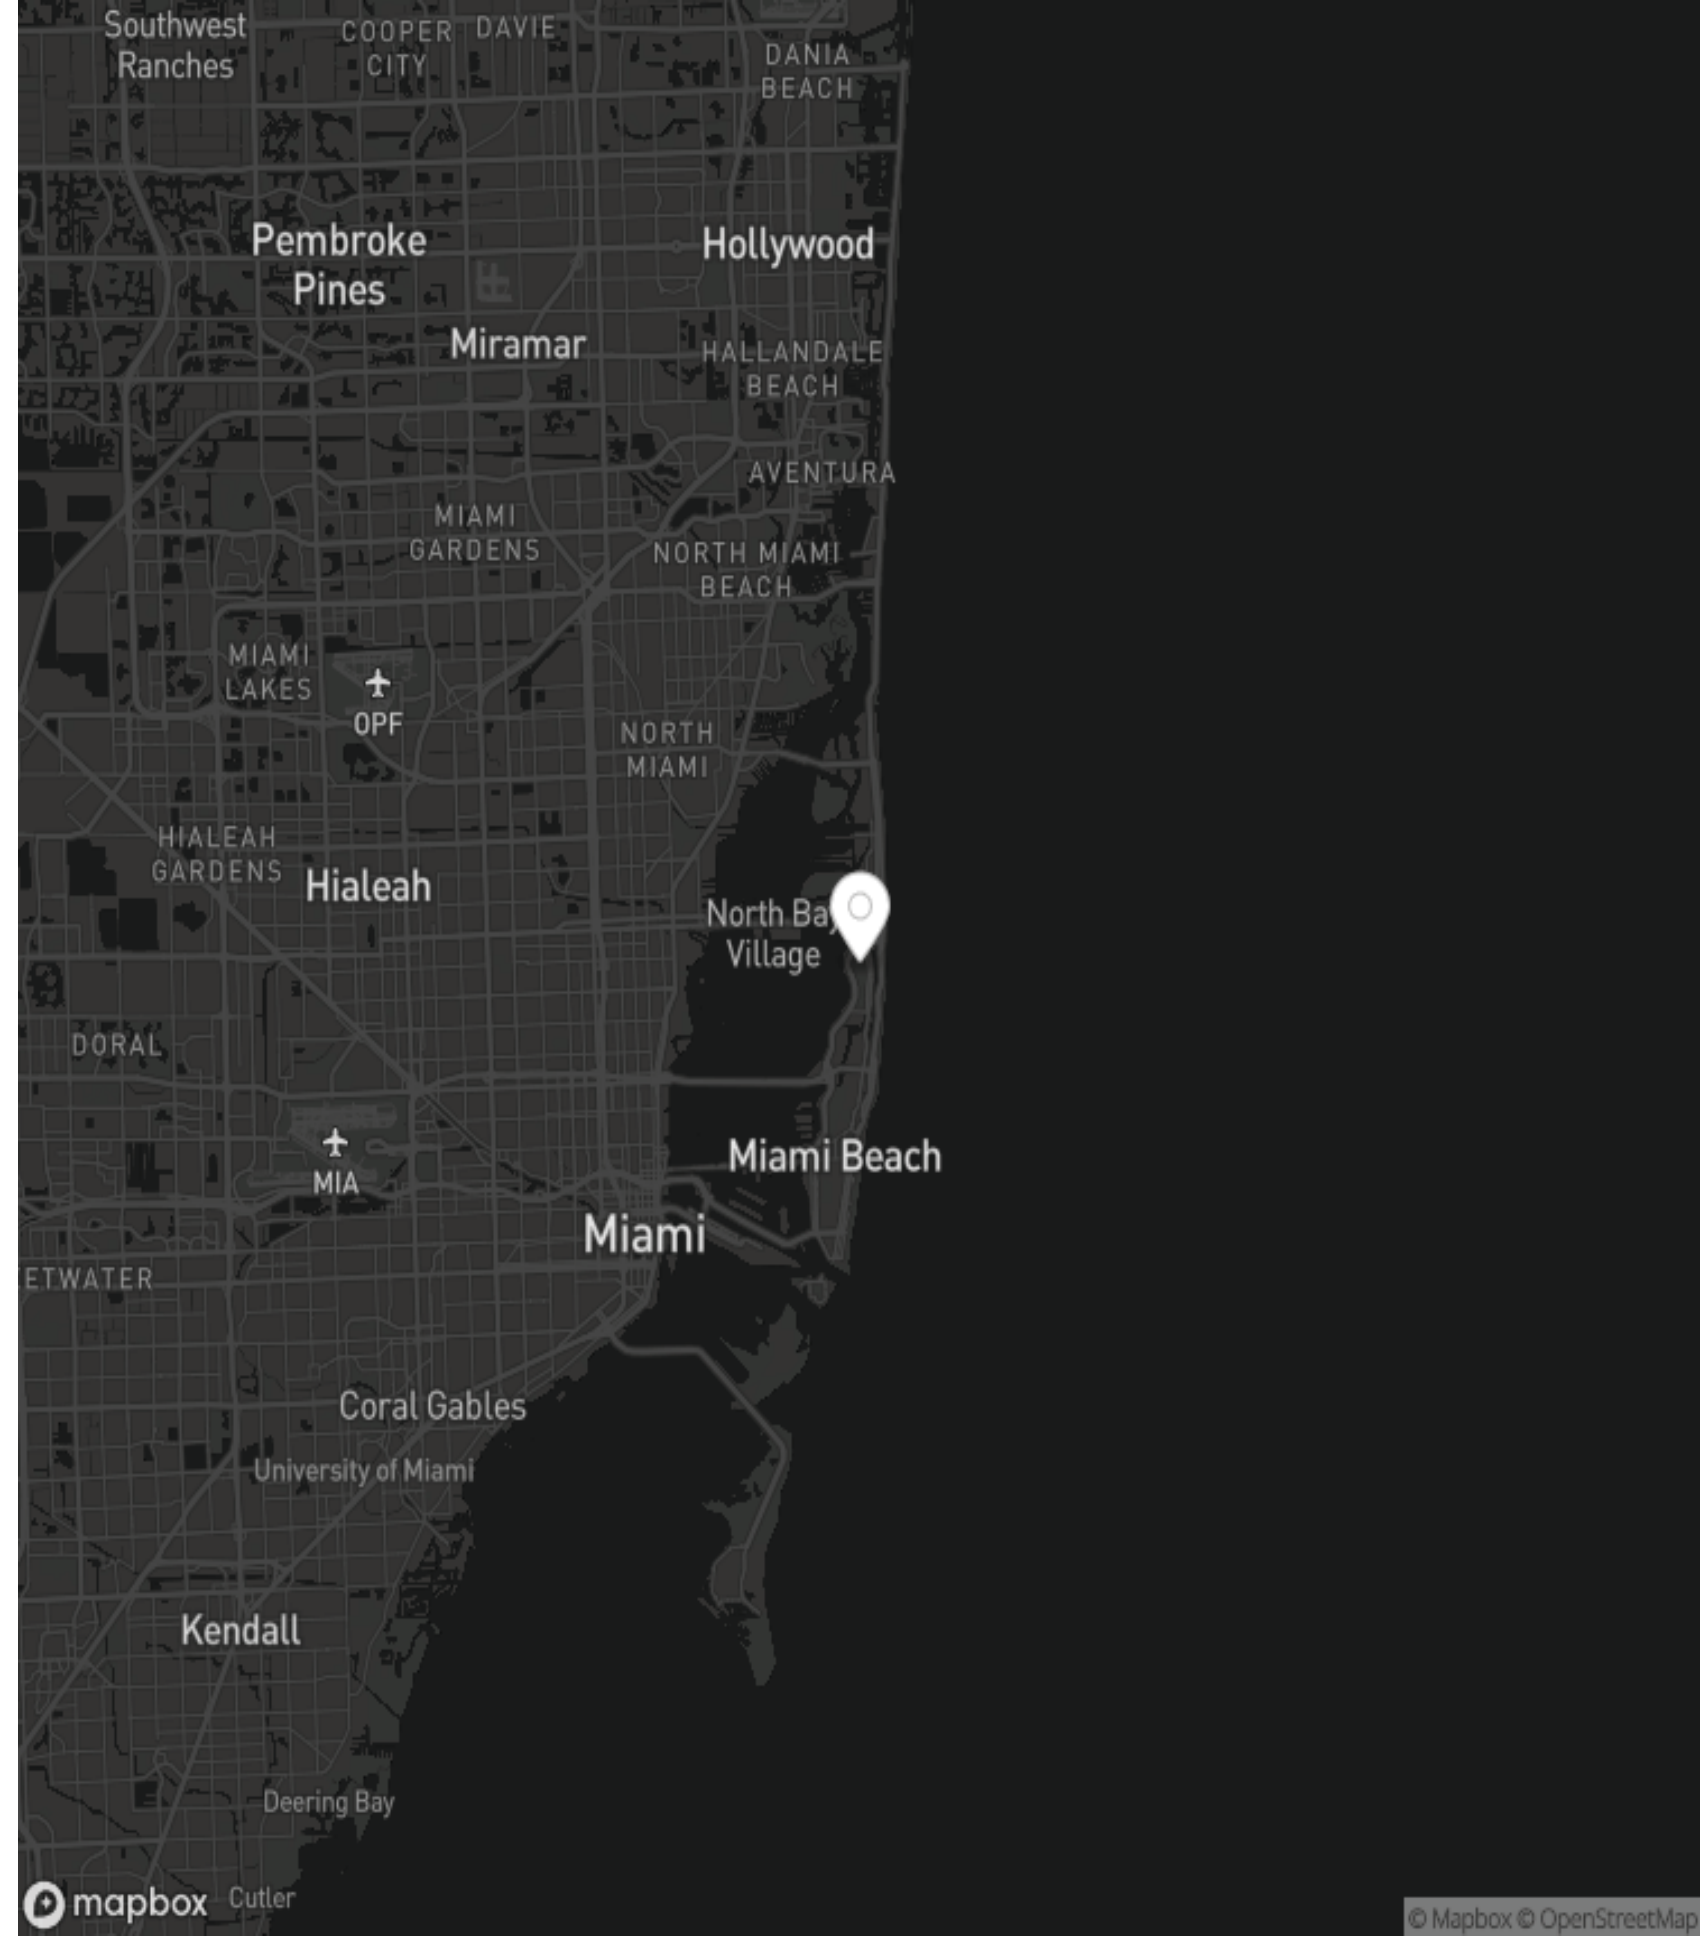 Southwest
Ranches
COOPER
CITY
DAVIE
DANIA
BEACH
Pembroke
Pines
Hollywood
Miramar
HALLANDALE
BEACH
AVENTURA
MIAMI
GARDENS
NORTH MIAMI
BEACH
MIAMI
LAKES
OPF
NORTH
MIAMI
HIALEAH
GARDENS
Hialeah
North Bay
Village
DORAL
MIA
Miami Beach
Miami
ETWATER
Coral Gables
University of Miami
Kendall
Deering Bay
Cutler
mapbox
© Mapbox © OpenStreetMap